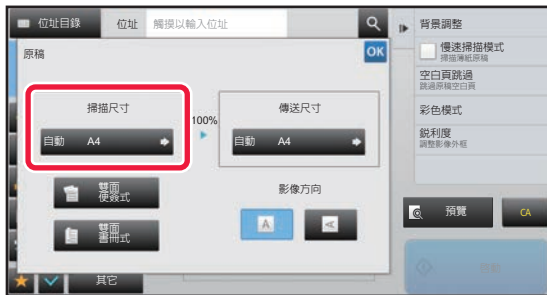 位址目錄
位址
觸摸以輸入位址
原稿
OK
掃描尺寸
自動 A4
100%
傳送尺寸
自動 A4
雙面
便箋式
雙面
書冊式
影像方向
A
A
其它
背景調整
慢速掃描模式
掃描薄紙原稿
空白頁跳過
跳過原稿空白頁
彩色模式
銳利度
調整影像外框
預覽
CA